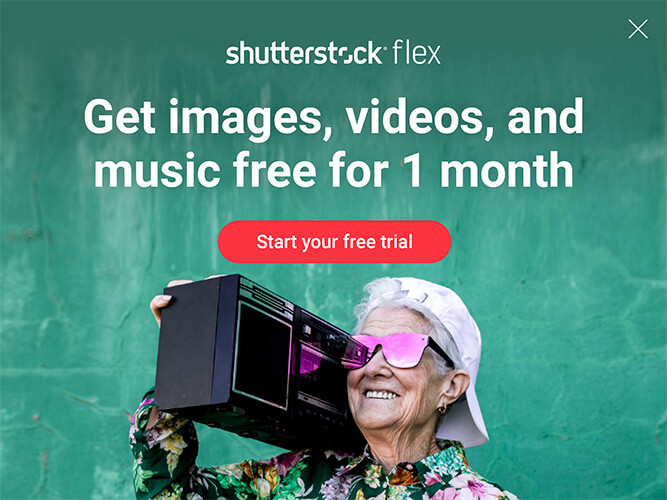 shutterstock flex
Get images, videos, and
music free for 1 month
Start your free trial